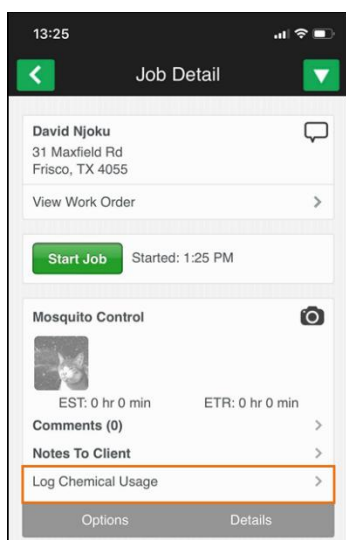 13:25
Job Detail
David Njoku
31 Maxfield Rd
Frisco, TX 4055
View Work Order
Start Job Started: 1:25 PM
Mosquito Control
EST: 0 hr 0 min ETR: 0 hr 0 min
Comments (0)
Notes To Client
Log Chemical Usage
Options Details